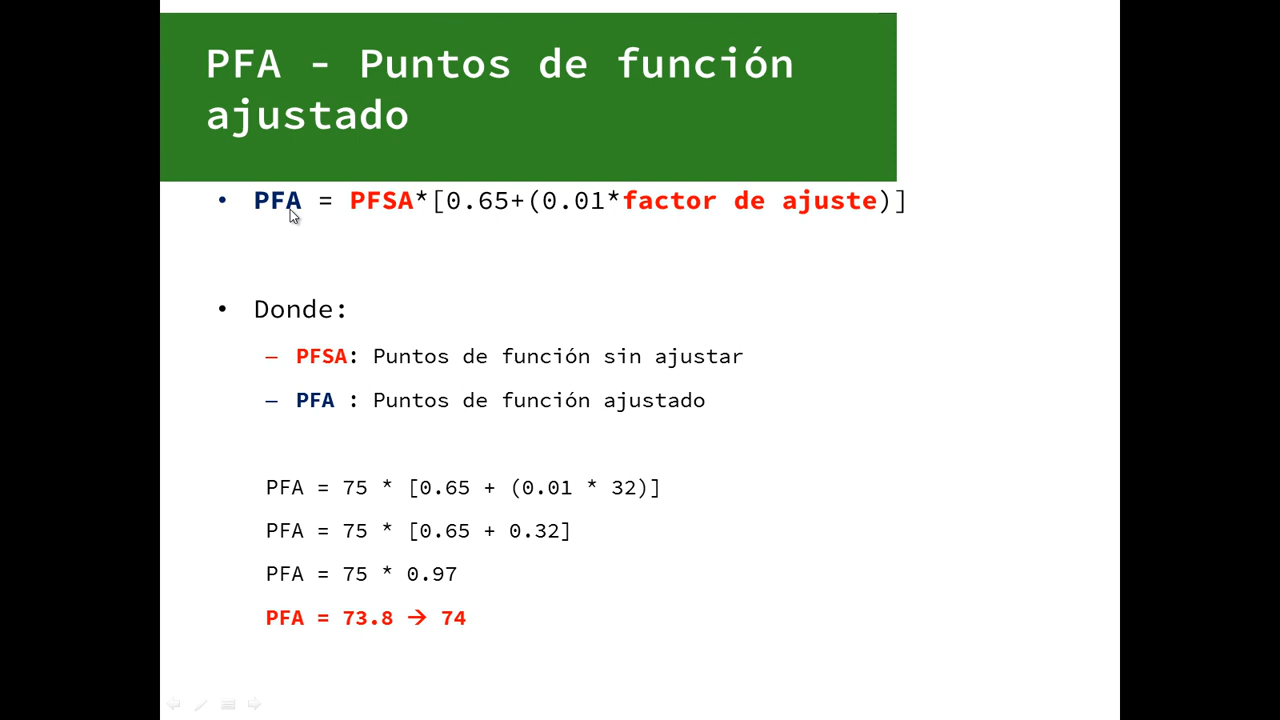 PFA - Puntos de función
ajustado
• PFA = PFSA*[0.65+(0.01*factor de ajuste)]
• Donde:
– PFSA: Puntos de función sin ajustar
– PFA : Puntos de función ajustado
PFA = 75 * [0.65 + (0.01 * 32)]
PFA = 75 * [0.65 + 0.32]
PFA = 75 * 0.97
PFA = 73.8 → 74